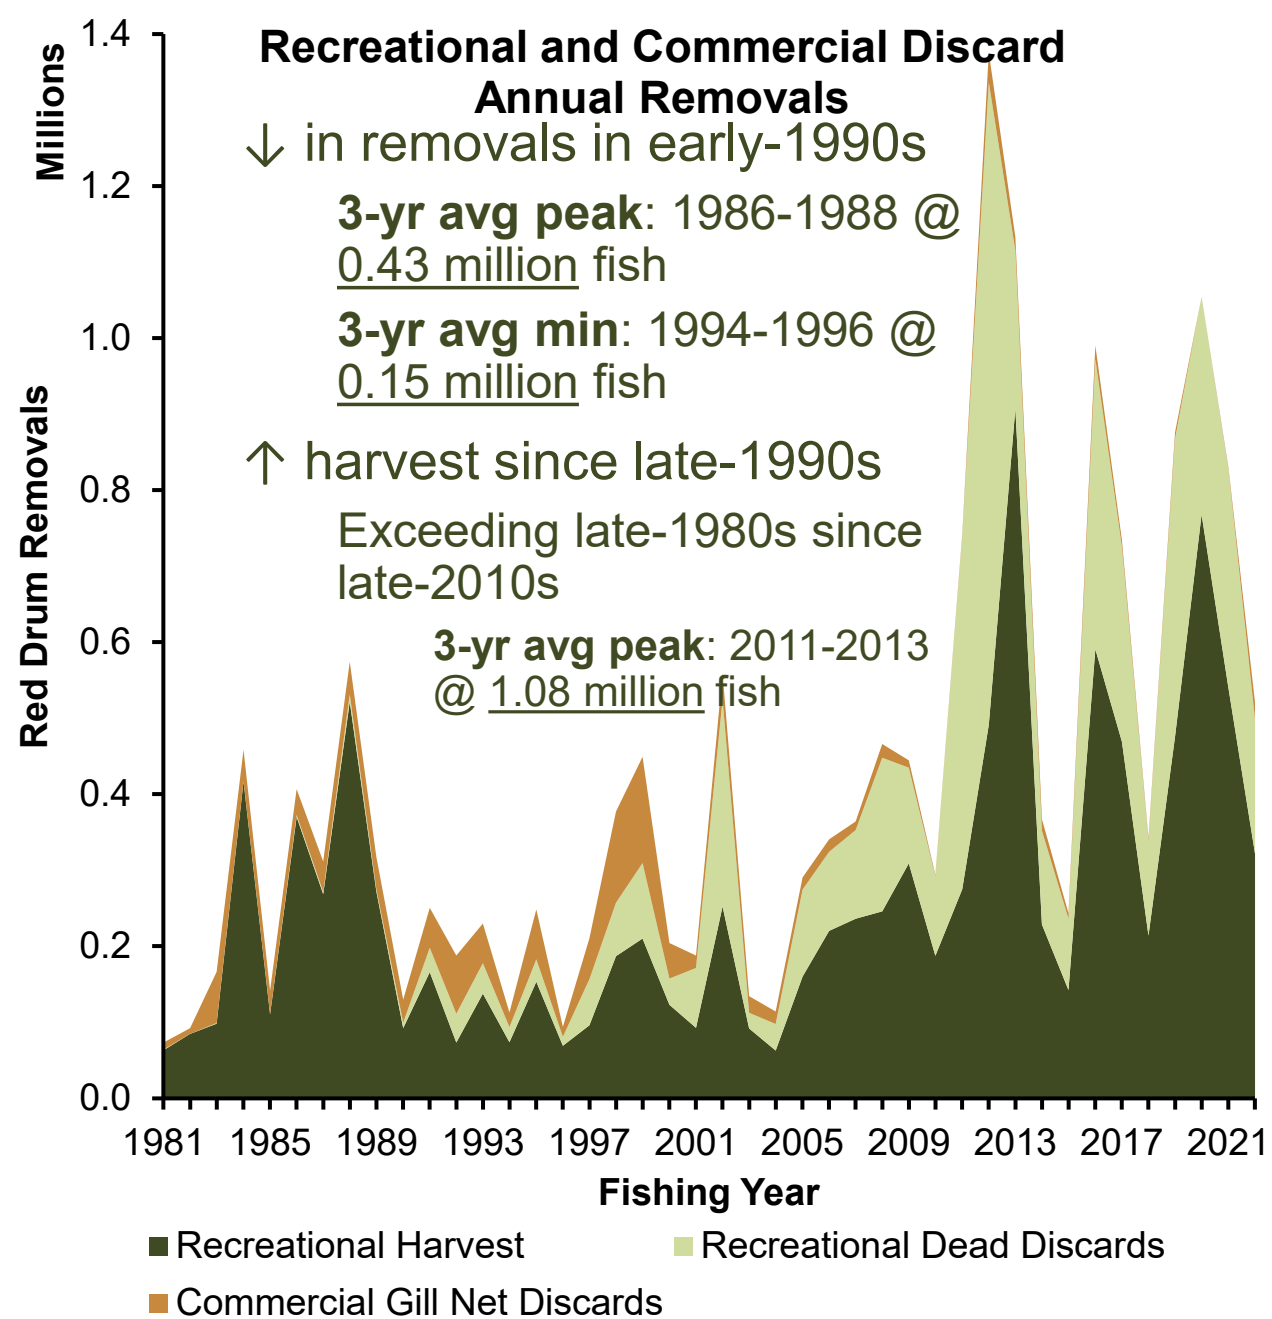 Recreational and Commercial Discard
Annual Removals
↓ in removals in early-1990s
3-yr avg peak: 1986-1988 @
0.43 million fish
3-yr avg min: 1994-1996 @
0.15 million fish
↑ harvest since late-1990s
Exceeding late-1980s since
late-2010s
3-yr avg peak: 2011-2013
@ 1.08 million fish
Millions
Red Drum Removals
1.4
1.2
1.0
0.8
0.6
0.4
0.2
0.0
1981 1985 1989 1993 1997 2001 2005 2009 2013 2017 2021
Fishing Year
Recreational Harvest
Recreational Dead Discards
Commercial Gill Net Discards